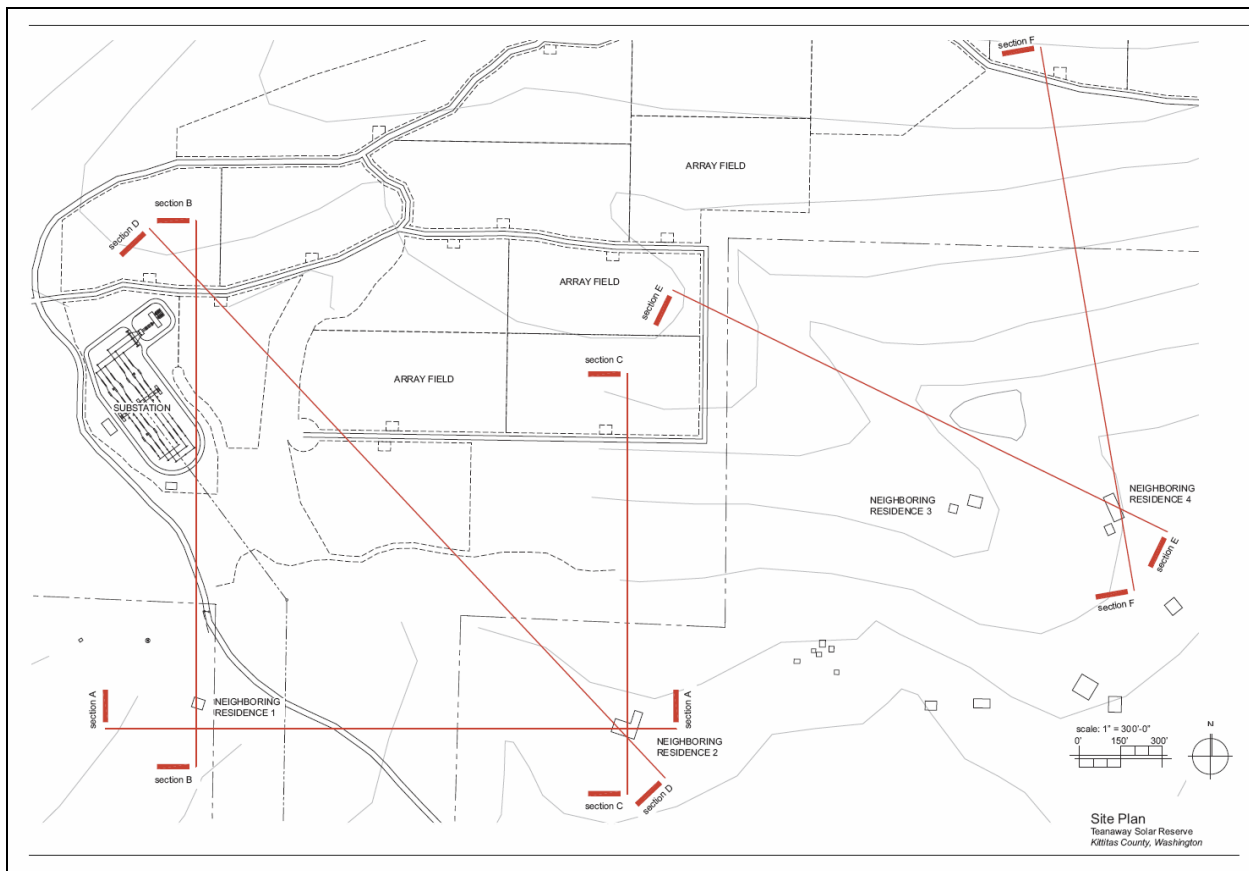 section F
ARRAY FIELD
section B
section D
ARRAY FIELD
section E
section C
ARRAY FIELD
SUBSTATION
NEIGHBORING
RESIDENCE 3
NEIGHBORING
RESIDENCE 4
section E
section F
section A
NEIGHBORING
RESIDENCE 1
section A
NEIGHBORING
RESIDENCE 2
section B
section C
section D
scale: 1" = 300'-0"
0' 150' 300'
N
Site Plan
Teanaway Solar Reserve
Kittitas County, Washington